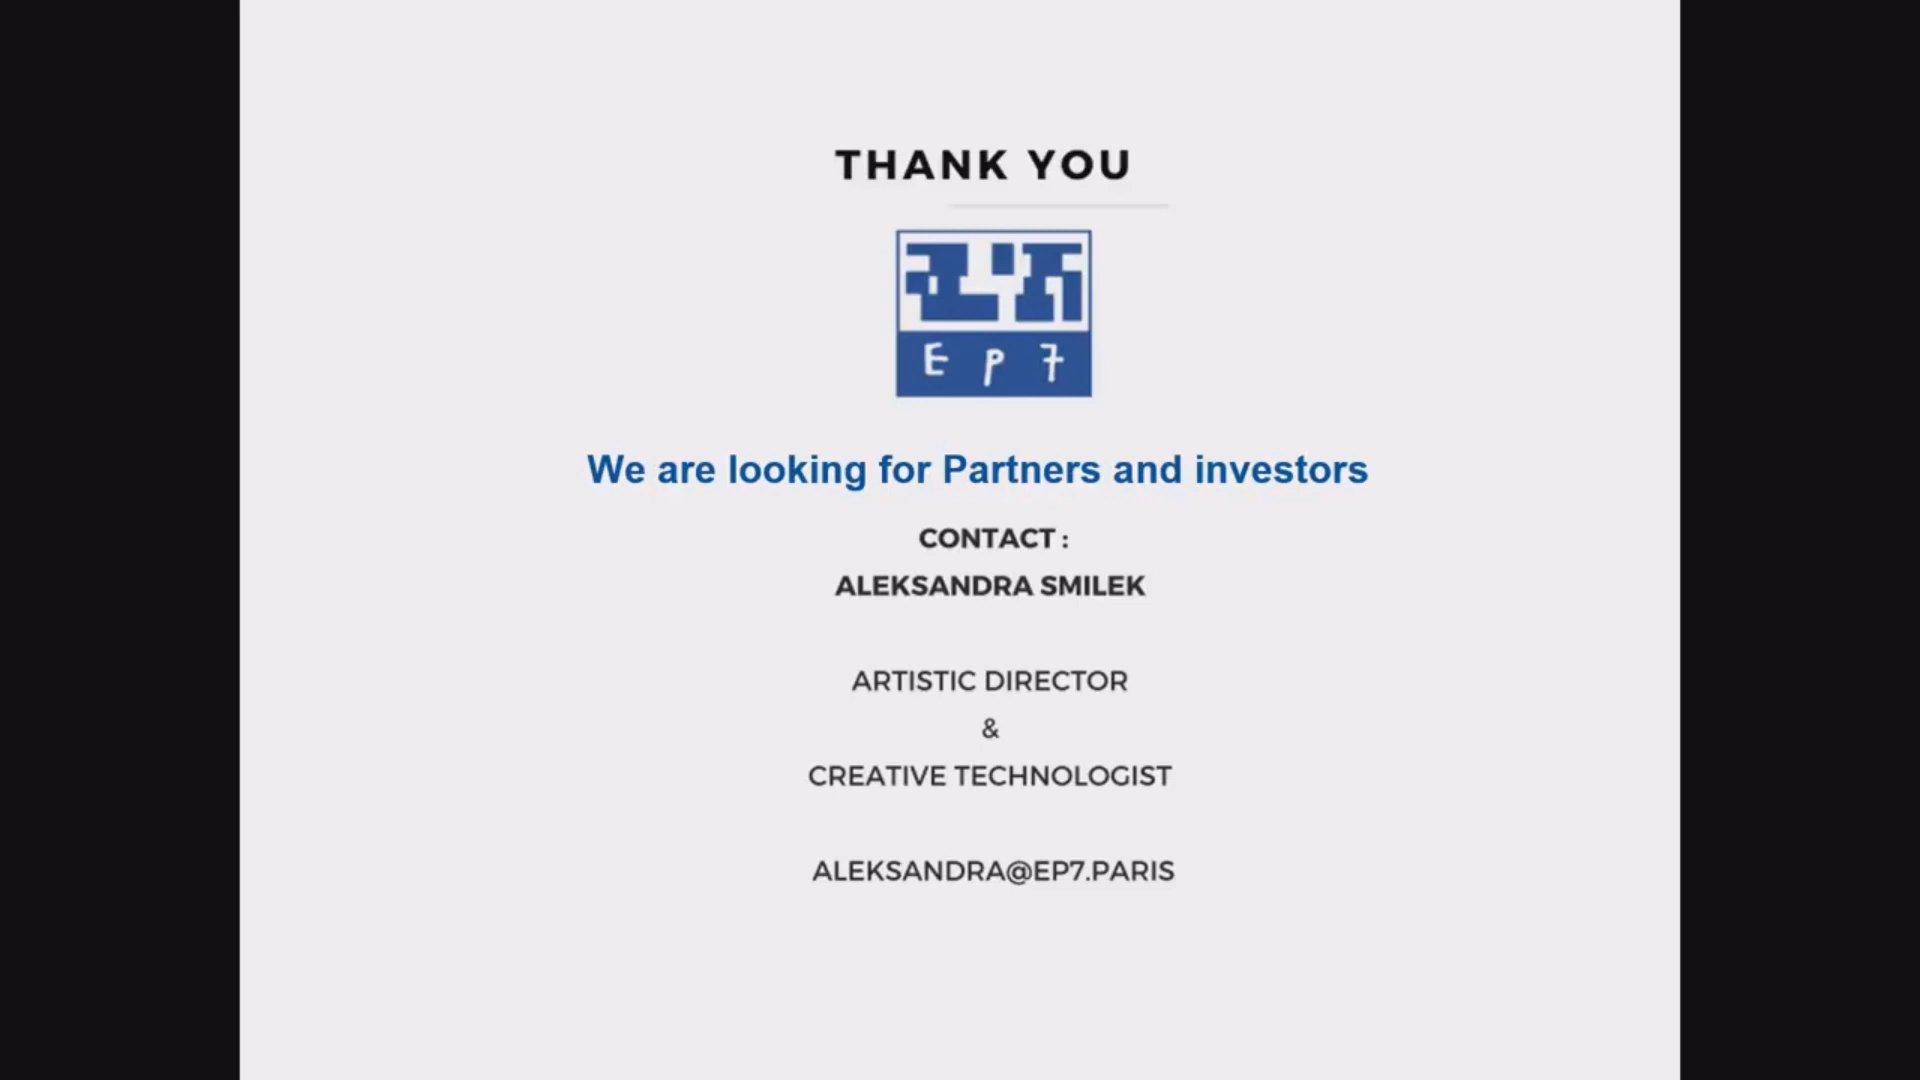 THANK YOU
EP7
We are looking for Partners and investors
CONTACT :
ALEKSANDRA SMILEK
ARTISTIC DIRECTOR
&
CREATIVE TECHNOLOGIST
ALEKSANDRA@EP7.PARIS